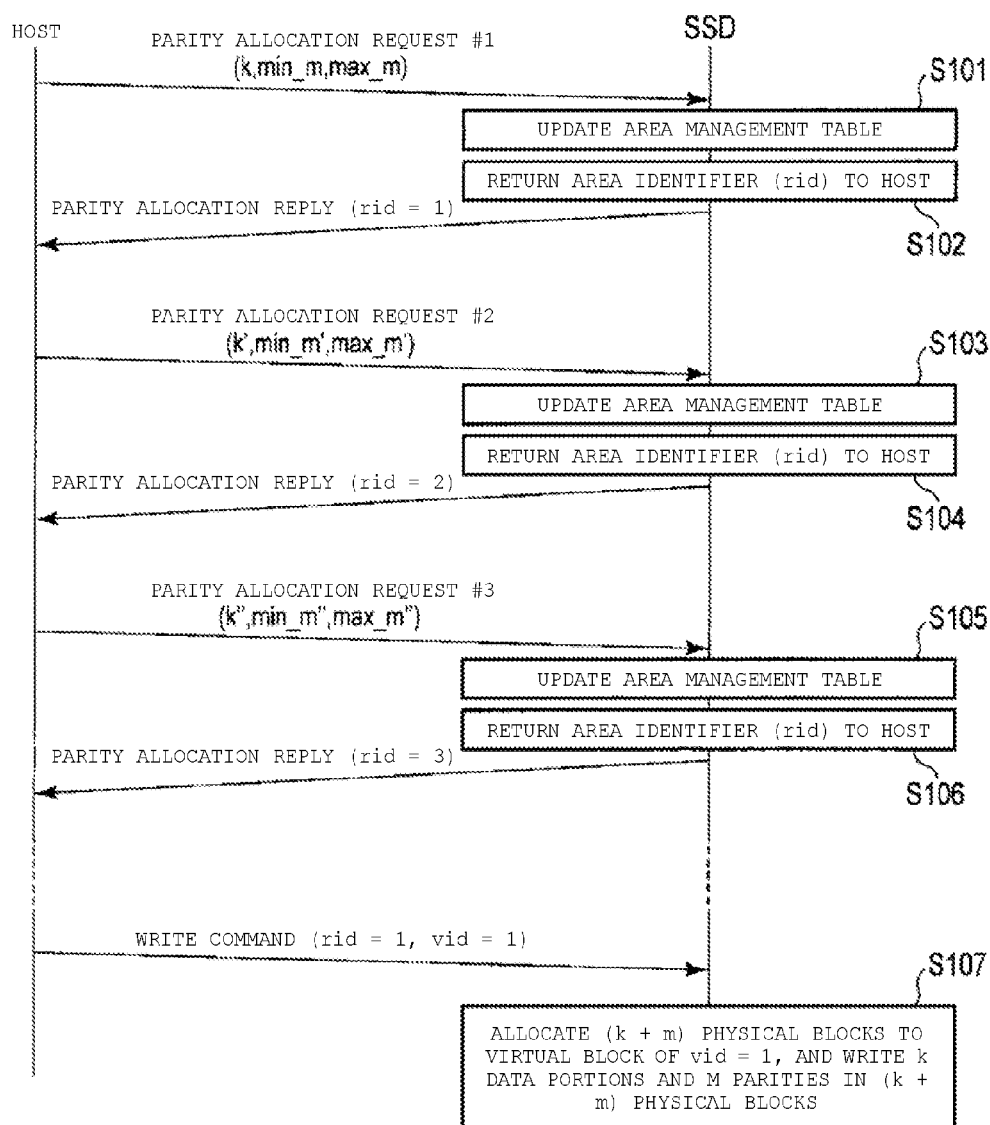 HOST
SSD
PARITY ALLOCATION REQUEST #1
(k,min_m,max_m)
S101
UPDATE AREA MANAGEMENT TABLE
RETURN AREA IDENTIFIER (rid) TO HOST
PARITY ALLOCATION REPLY (rid = 1)
S102
PARITY ALLOCATION REQUEST #2
(k',min_m',max_m')
S103
UPDATE AREA MANAGEMENT TABLE
RETURN AREA IDENTIFIER (rid) TO HOST
PARITY ALLOCATION REPLY (rid = 2)
S104
PARITY ALLOCATION REQUEST #3
(k",min_m",max_m")
S105
UPDATE AREA MANAGEMENT TABLE
RETURN AREA IDENTIFIER (rid) TO HOST
PARITY ALLOCATION REPLY (rid = 3)
S106
WRITE COMMAND (rid = 1, vid = 1)
S107
ALLOCATE (k + m) PHYSICAL BLOCKS TO
VIRTUAL BLOCK OF vid = 1, AND WRITE k
DATA PORTIONS AND M PARITIES IN (k +
m) PHYSICAL BLOCKS